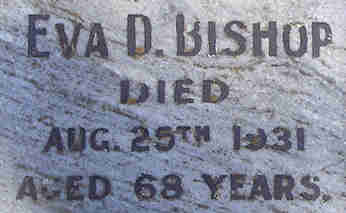 EVA D. BISHOP
DIED
AUG. 25TH 1931
AGED 68 YEARS.